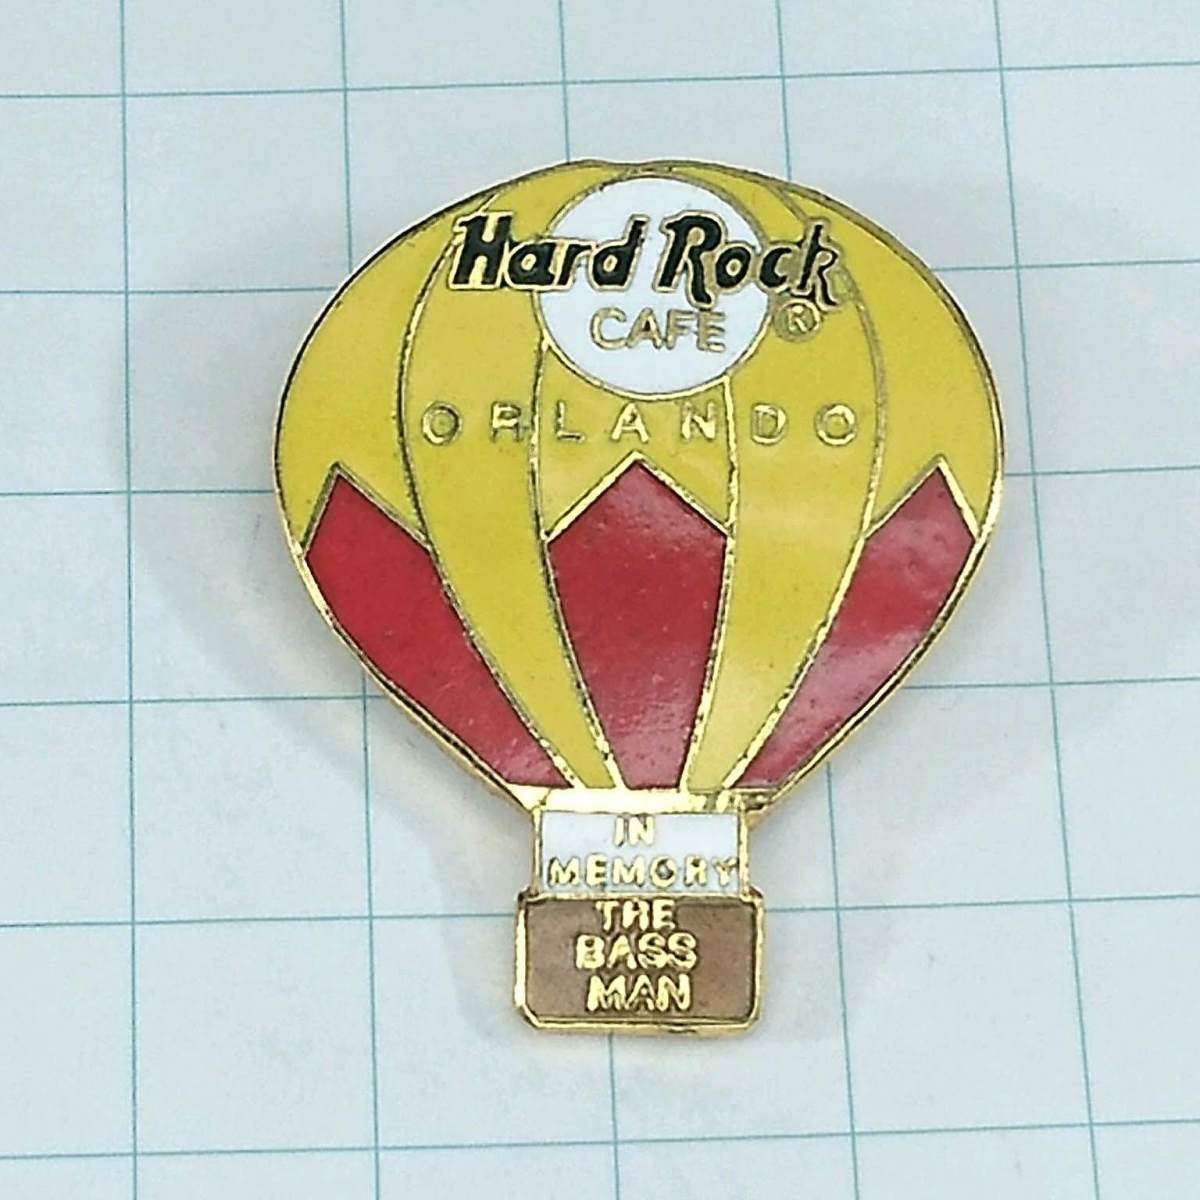 Hard Rock
CAFE ®
ORLANDO
IN
MEMORY
THE
BASS
MAN